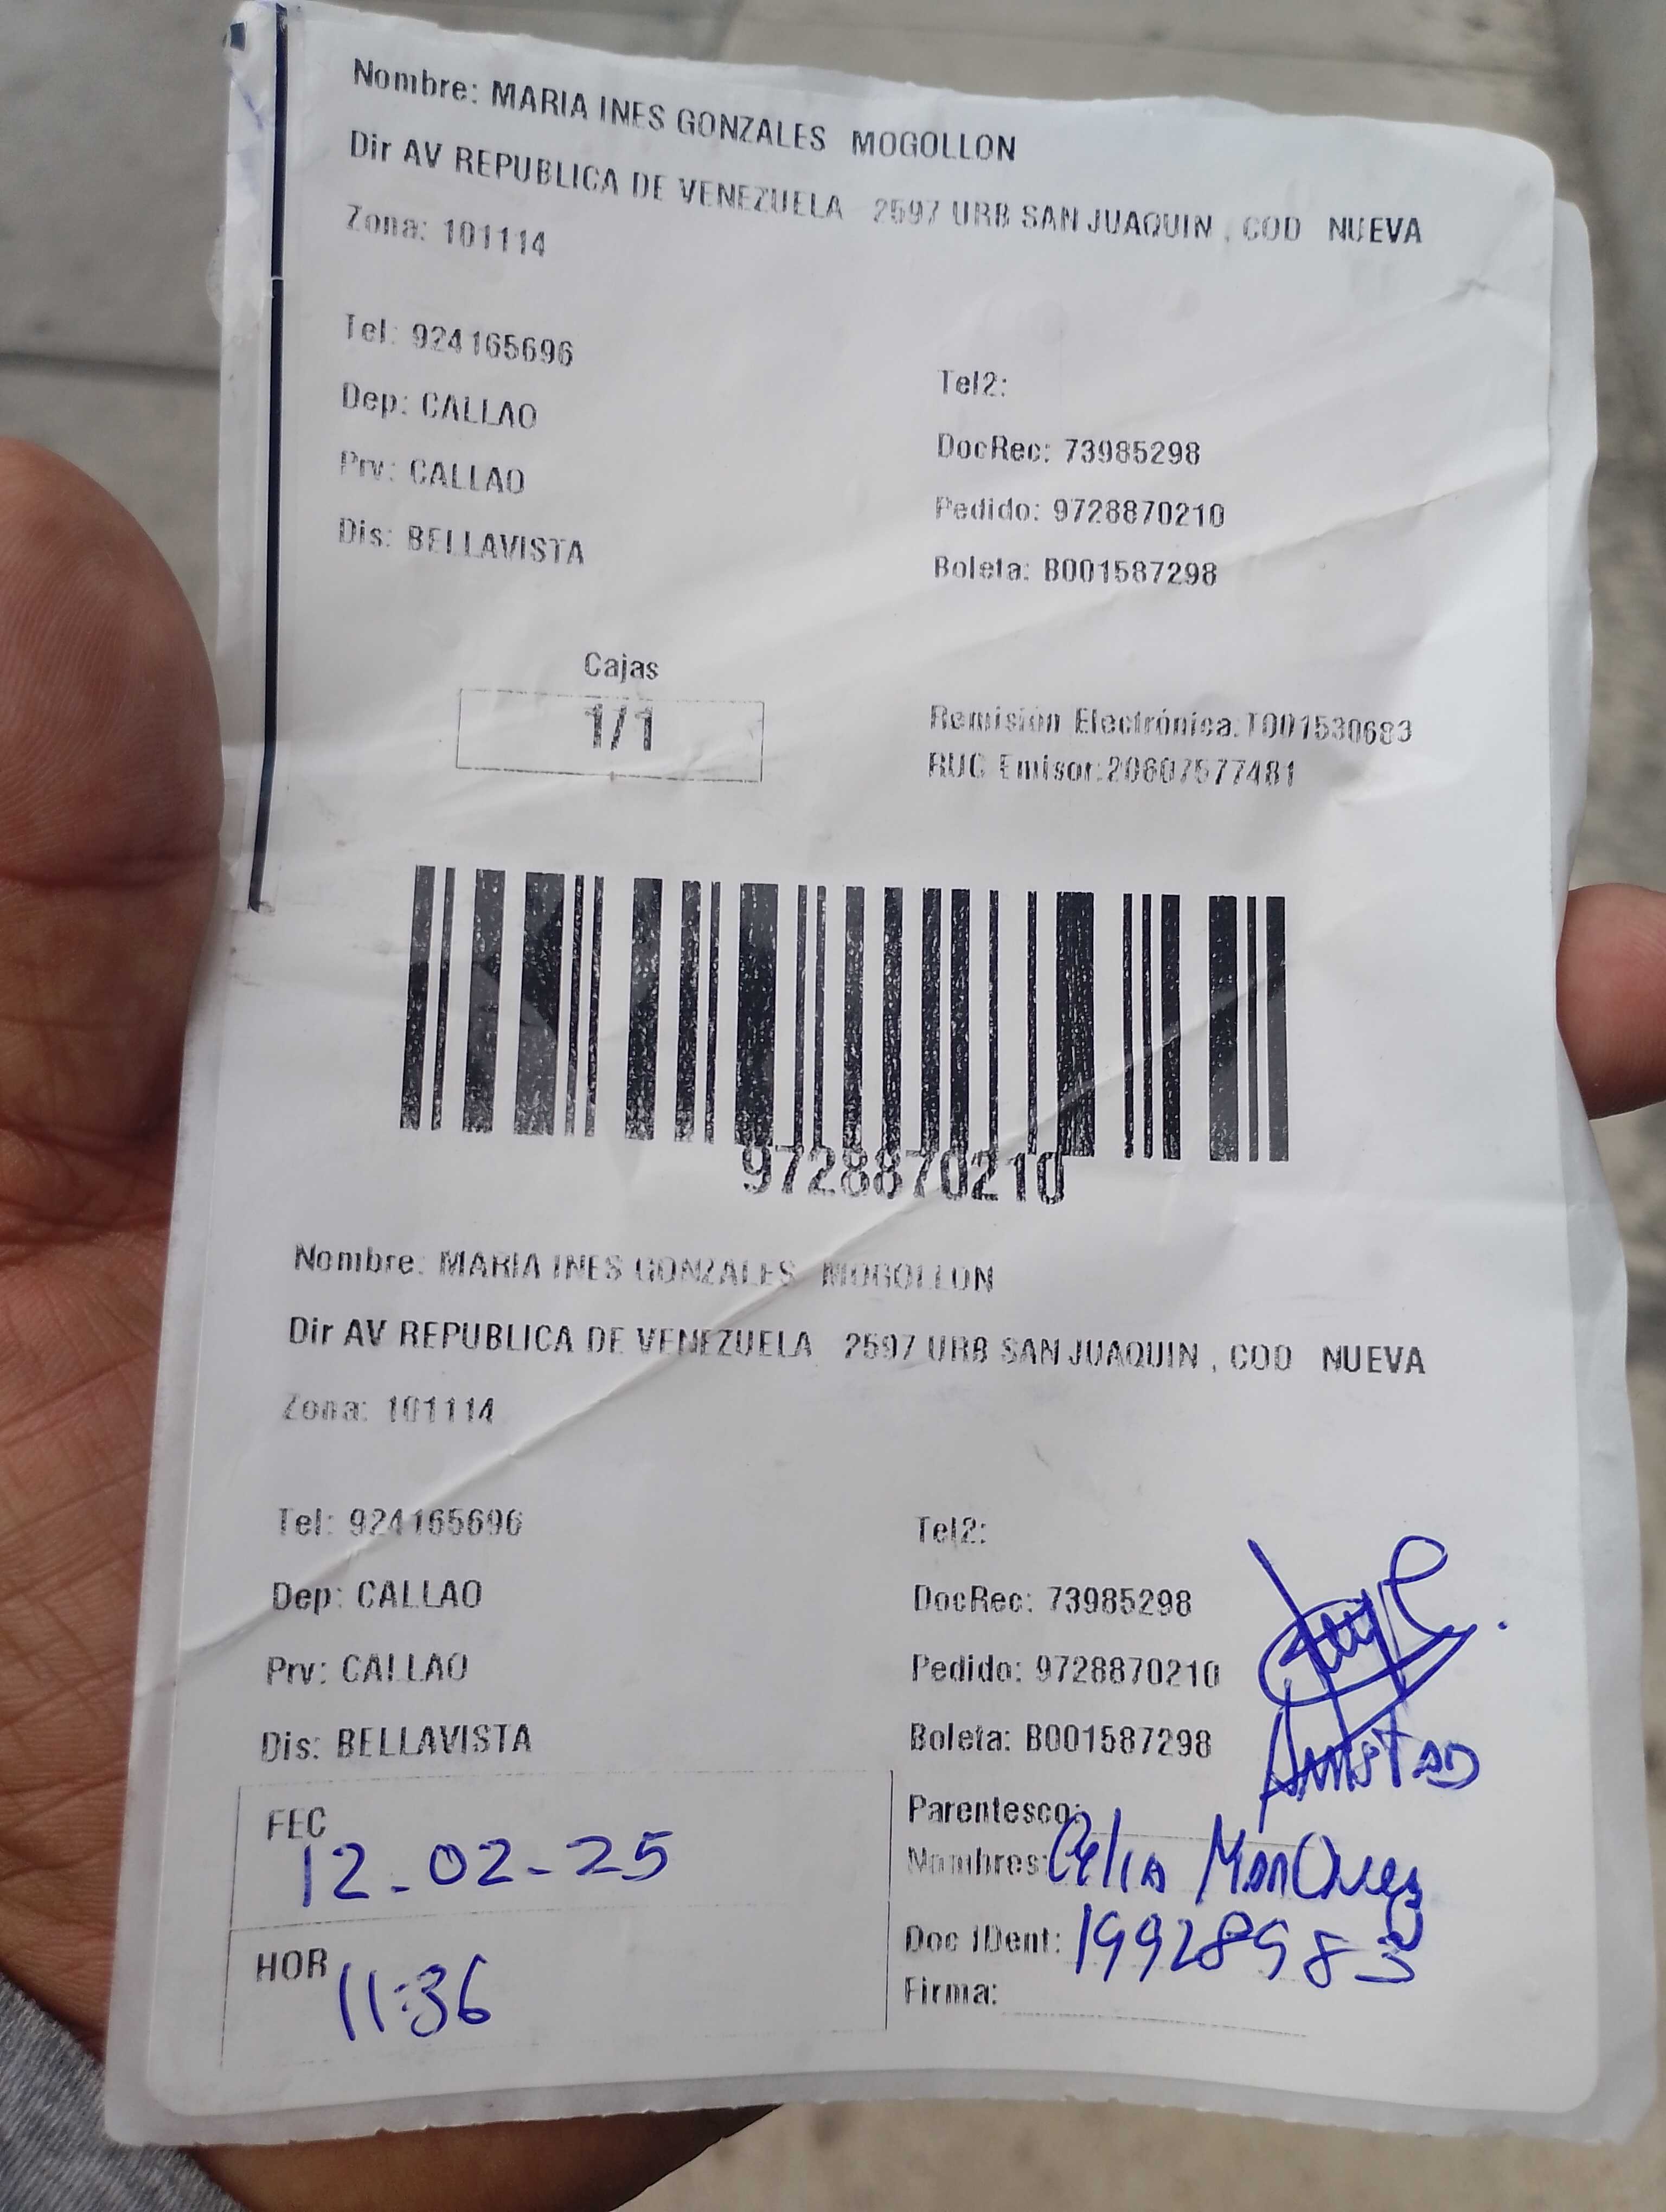 Nombre: MARIA INES GONZALES MOGOLLON
Dir AV REPUBLICA DE VENEZUELA 2597 URB SAN JUAQUIN , COD NUEVA
Zona: 101114
Tel: 924165696
Tel2:
Dep: CALLAO
DocRec: 73985298
Prv: CALLAO
Pedido: 9728870210
Dis: BELLAVISTA
Boleta: B001587298
Cajas
1/1
Remisión Electrónica:T001530683
RUC Emisor:20607577481
9728870210
Nombre: MARIA INES GONZALES MOGOLLON
Dir AV REPUBLICA DE VENEZUELA 2597 URB SAN JUAQUIN , COD NUEVA
Zona: 101114
Tel: 924165696
Tel2:
Dep: CALLAO
DocRec: 73985298
Prv: CALLAO
Pedido: 9728870210
Dis: BELLAVISTA
Boleta: B001587298
FEC
12-02-25
HOR
11:36
Parentesco: Amistad
Nombres: Celia Marquez
Doc iDent: 19928983
Firma: